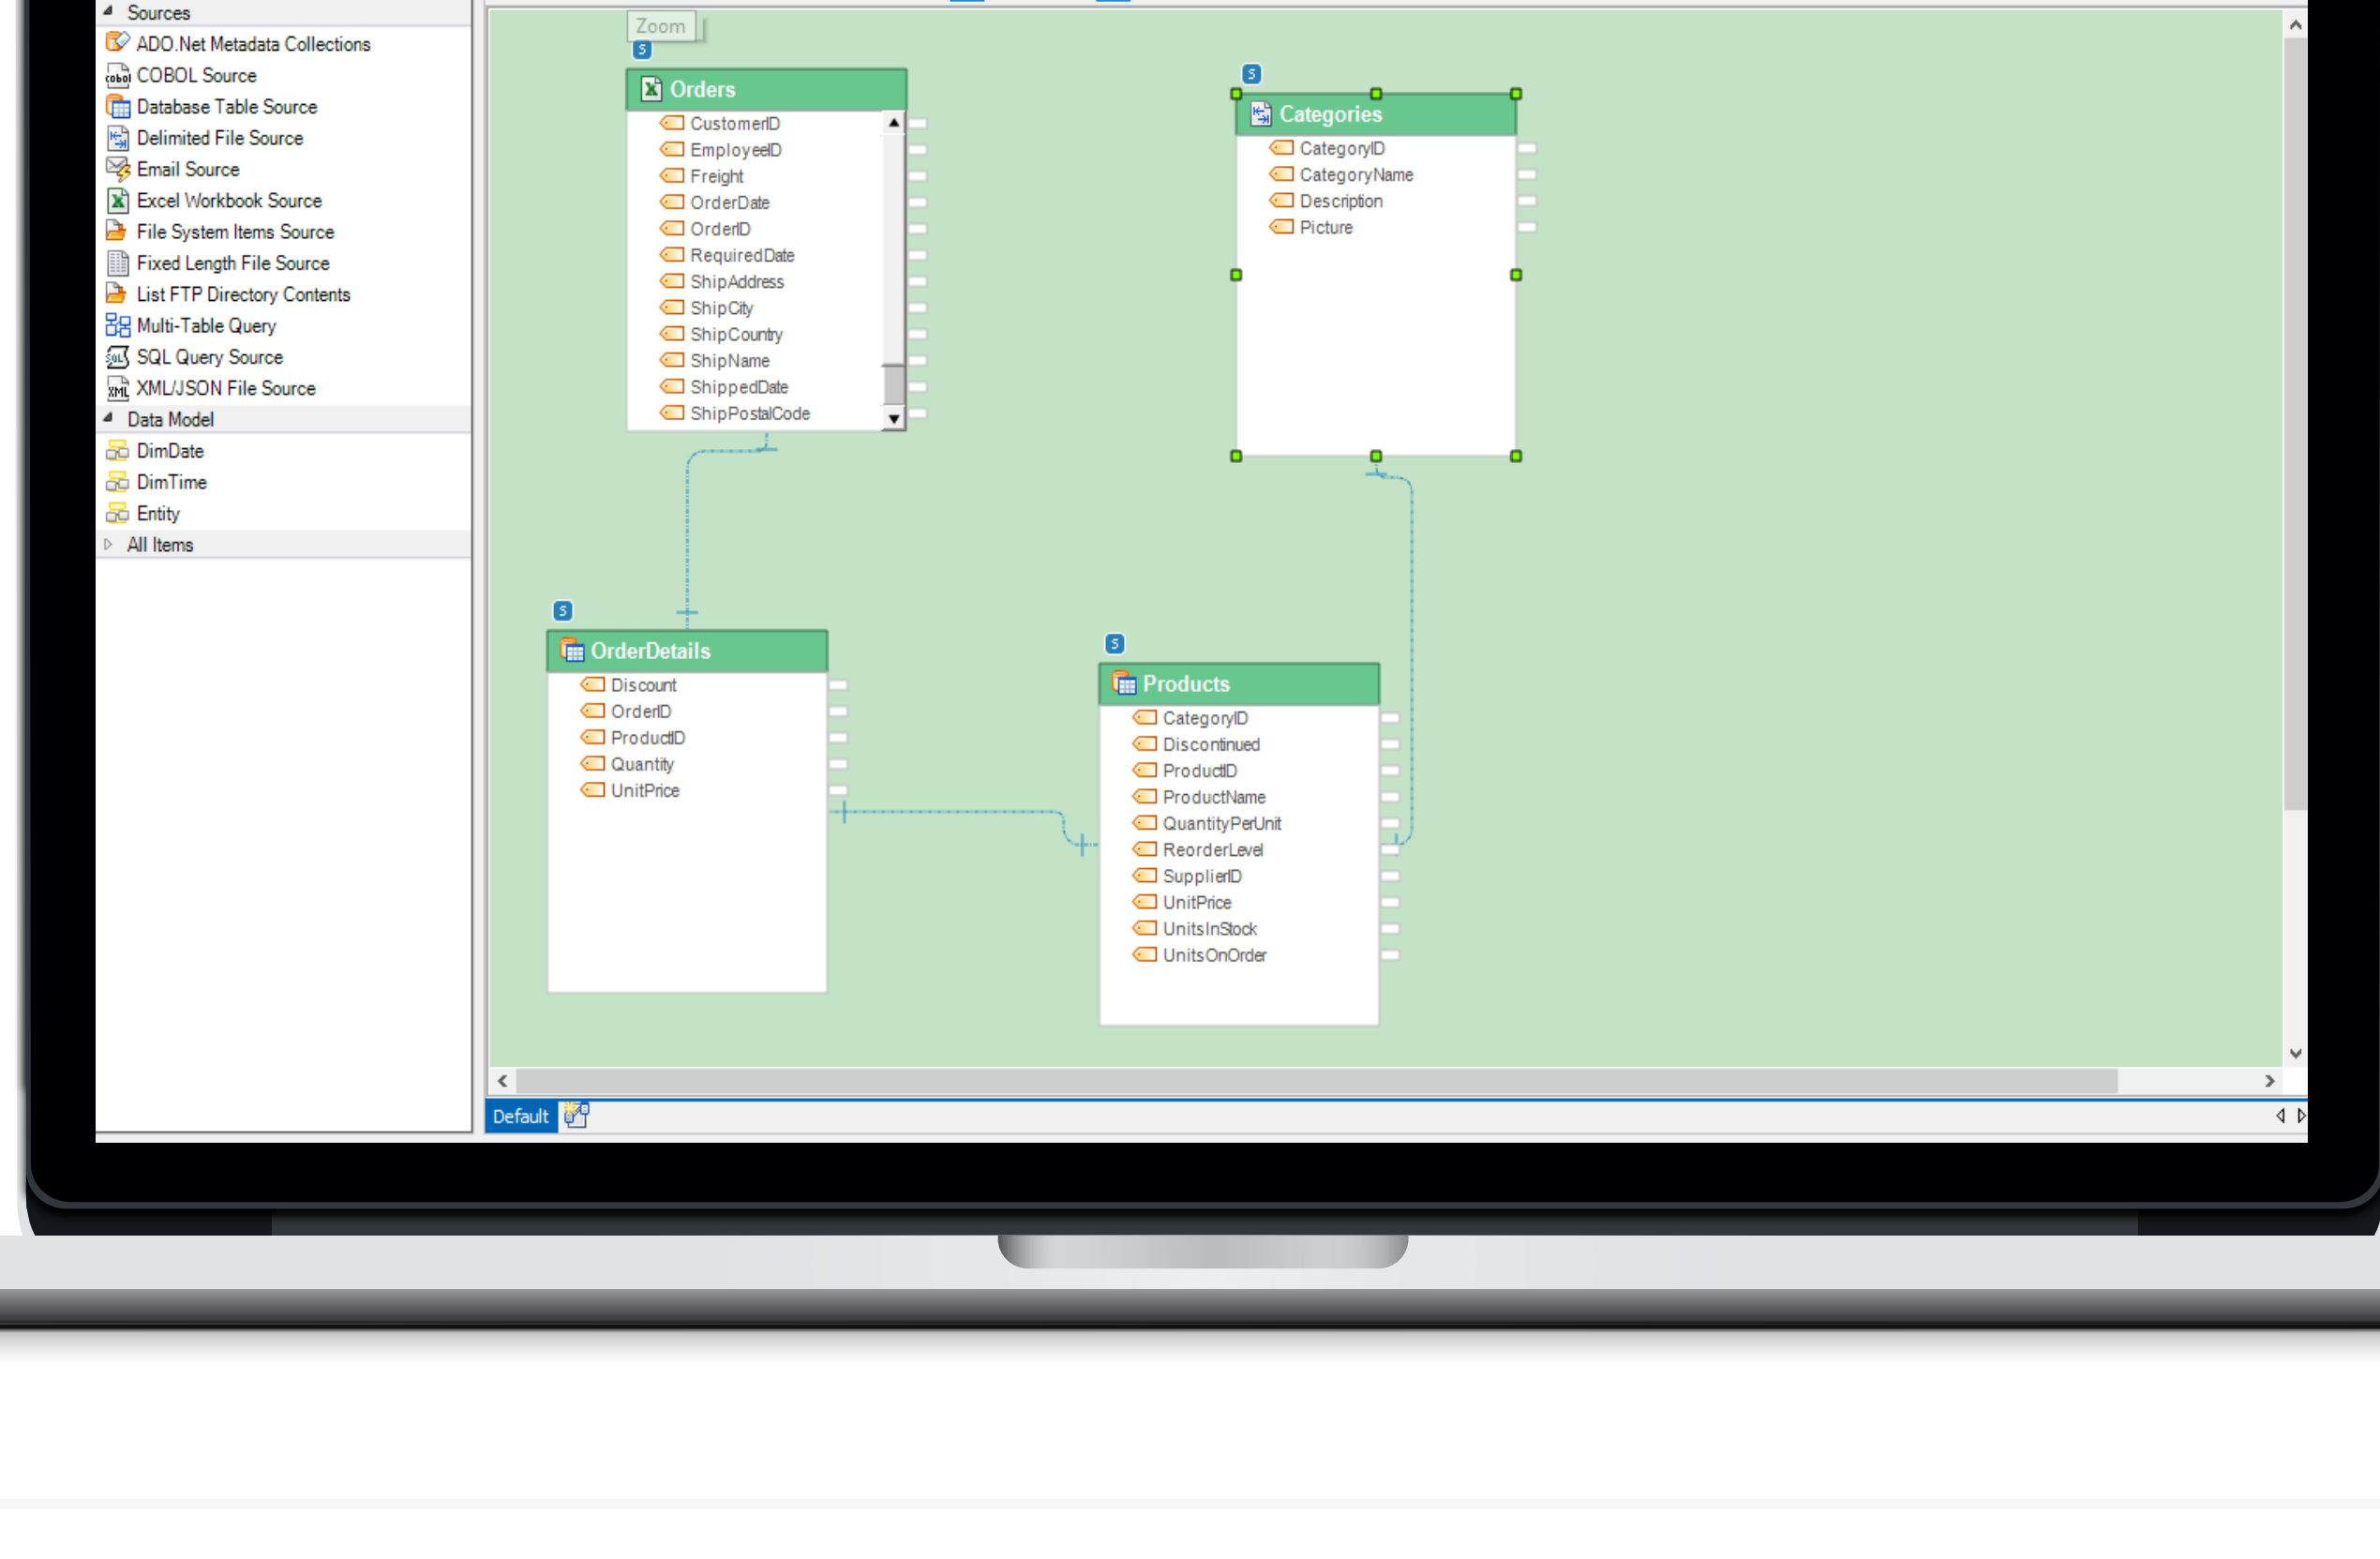 Sources
ADO.Net Metadata Collections
COBOL Source
Database Table Source
Delimited File Source
Email Source
Excel Workbook Source
File System Items Source
Fixed Length File Source
List FTP Directory Contents
Multi-Table Query
SQL Query Source
XML/JSON File Source
Data Model
DimDate
DimTime
Entity
All Items
Zoom
S
Orders
CustomerID
EmployeeID
Freight
OrderDate
OrderID
RequiredDate
ShipAddress
ShipCity
ShipCountry
ShipName
ShippedDate
ShipPostalCode
S
Categories
CategoryID
CategoryName
Description
Picture
S
OrderDetails
Discount
OrderID
ProductID
Quantity
UnitPrice
S
Products
CategoryID
Discontinued
ProductID
ProductName
QuantityPerUnit
ReorderLevel
SupplierID
UnitPrice
UnitsInStock
UnitsOnOrder
Default